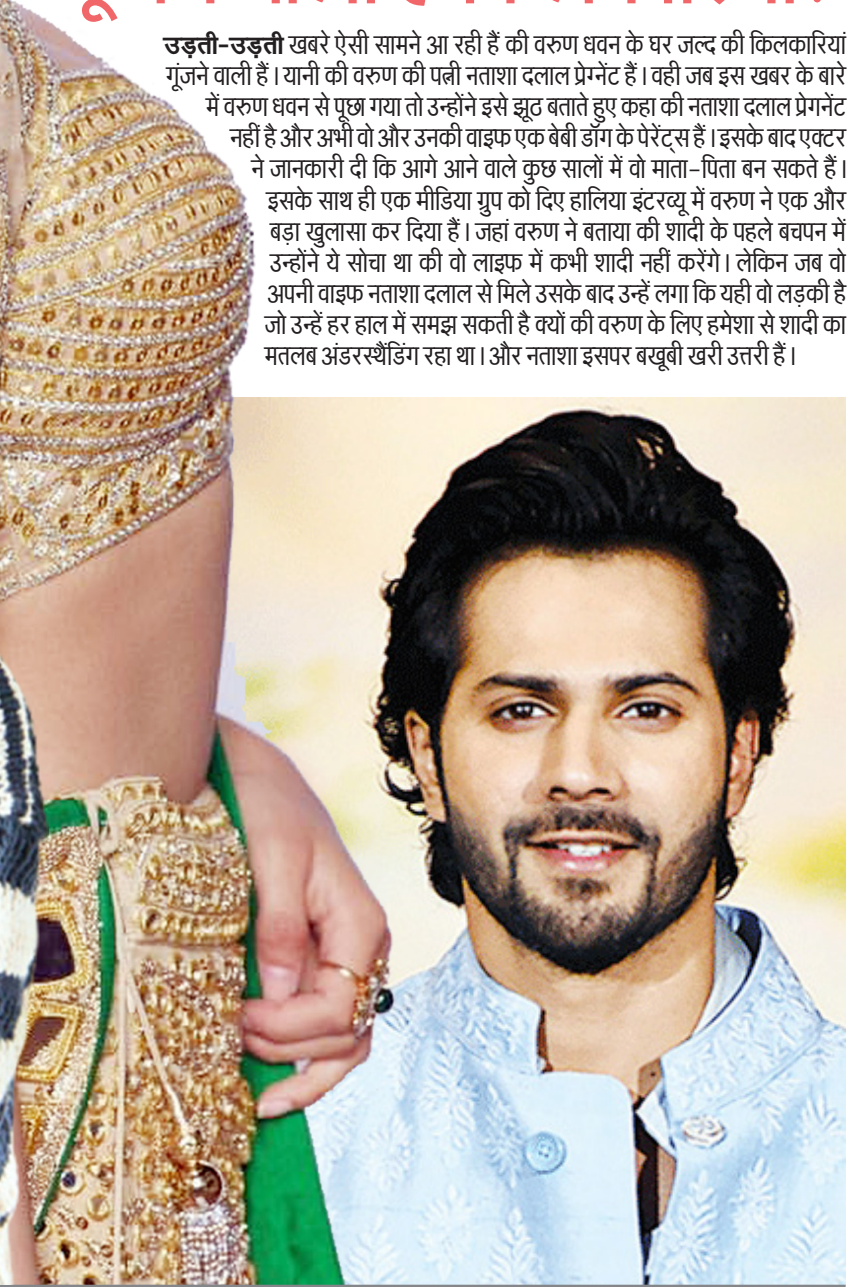 उड़ती-उड़ती खबरे ऐसी सामने आ रही हैं की वरुण धवन के घर जल्द की किलकारियां
गूंजने वाली हैं। यानी की वरुण की पत्नी नताशा दलाल प्रेग्नेंट हैं। वही जब इस खबर के बारे
में वरुण धवन से पूछा गया तो उन्होंने इसे झूठ बताते हुए कहा की नताशा दलाल प्रेगनेंट
नहीं है और अभी वो और उनकी वाइफ एक बेबी डॉग के पेरेंट्स हैं। इसके बाद एक्टर
ने जानकारी दी कि आगे आने वाले कुछ सालों में वो माता-पिता बन सकते हैं।
इसके साथ ही एक मीडिया ग्रुप को दिए हालिया इंटरव्यू में वरुण ने एक और
बड़ा खुलासा कर दिया हैं। जहां वरुण ने बताया की शादी के पहले बचपन में
उन्होंने ये सोचा था की वो लाइफ में कभी शादी नहीं करेंगे। लेकिन जब वो
अपनी वाइफ नताशा दलाल से मिले उसके बाद उन्हें लगा कि यही वो लड़की है
जो उन्हें हर हाल में समझ सकती है क्यों की वरुण के लिए हमेशा से शादी का
मतलब अंडरस्थैंडिंग रहा था। और नताशा इसपर बखूबी खरी उत्तरी हैं।